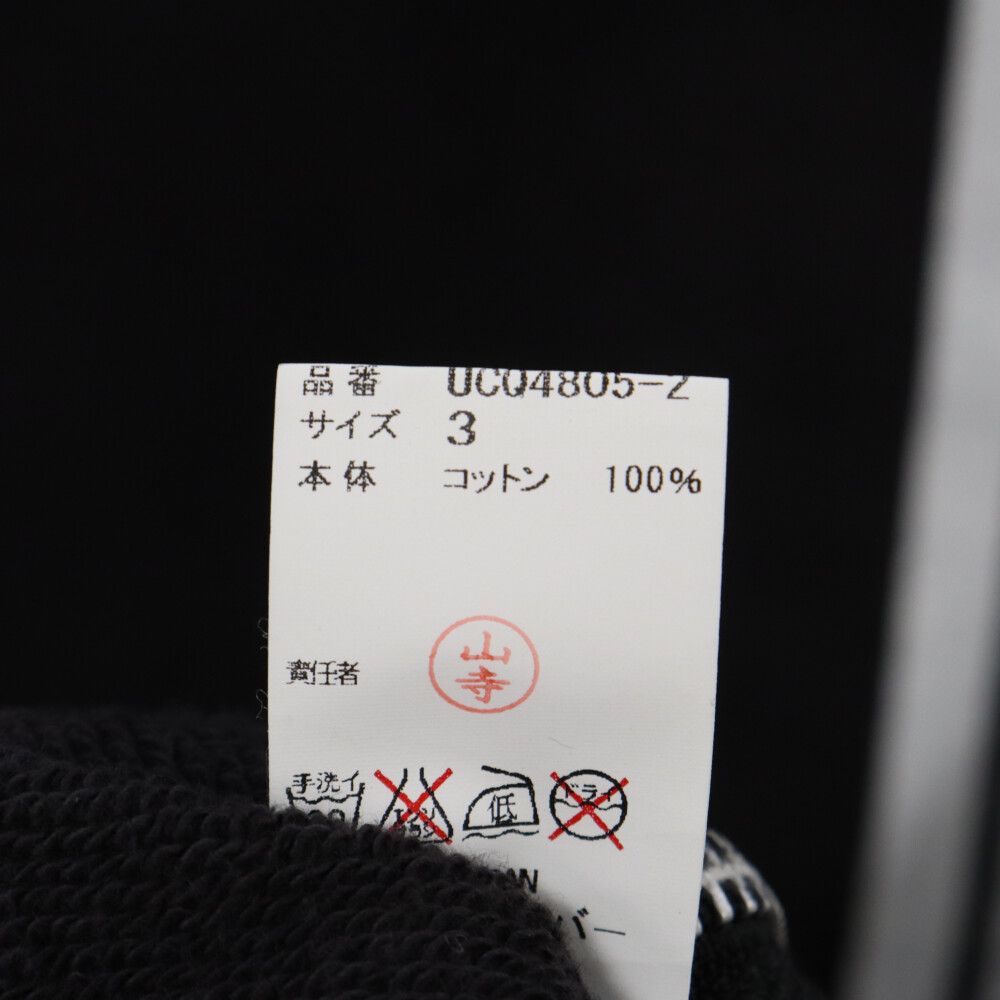 品番 UCQ4805-2
サイズ 3
本体 コットン 100%
責任者 山寺
手洗イ
低 ドライ
バー